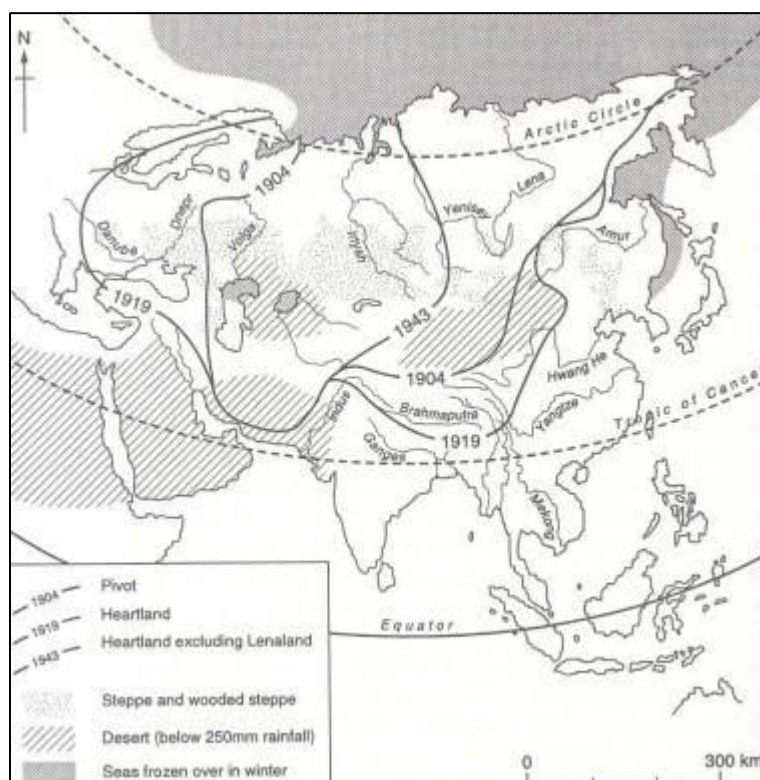 N
Arctic Circle
1904
Dnepr
Volga
Irtysh
Yenisey
Lena
Amur
Danube
1919
1943
1904
Hwang He
Indus
Brahmaputra
Yangtze
Tropic of Cancer
Ganges
1919
Mekong
Equator
1904 Pivot
1919 Heartland
1943 Heartland excluding Lenaland
Steppe and wooded steppe
Desert (below 250mm rainfall)
Seas frozen over in winter
0 300 km